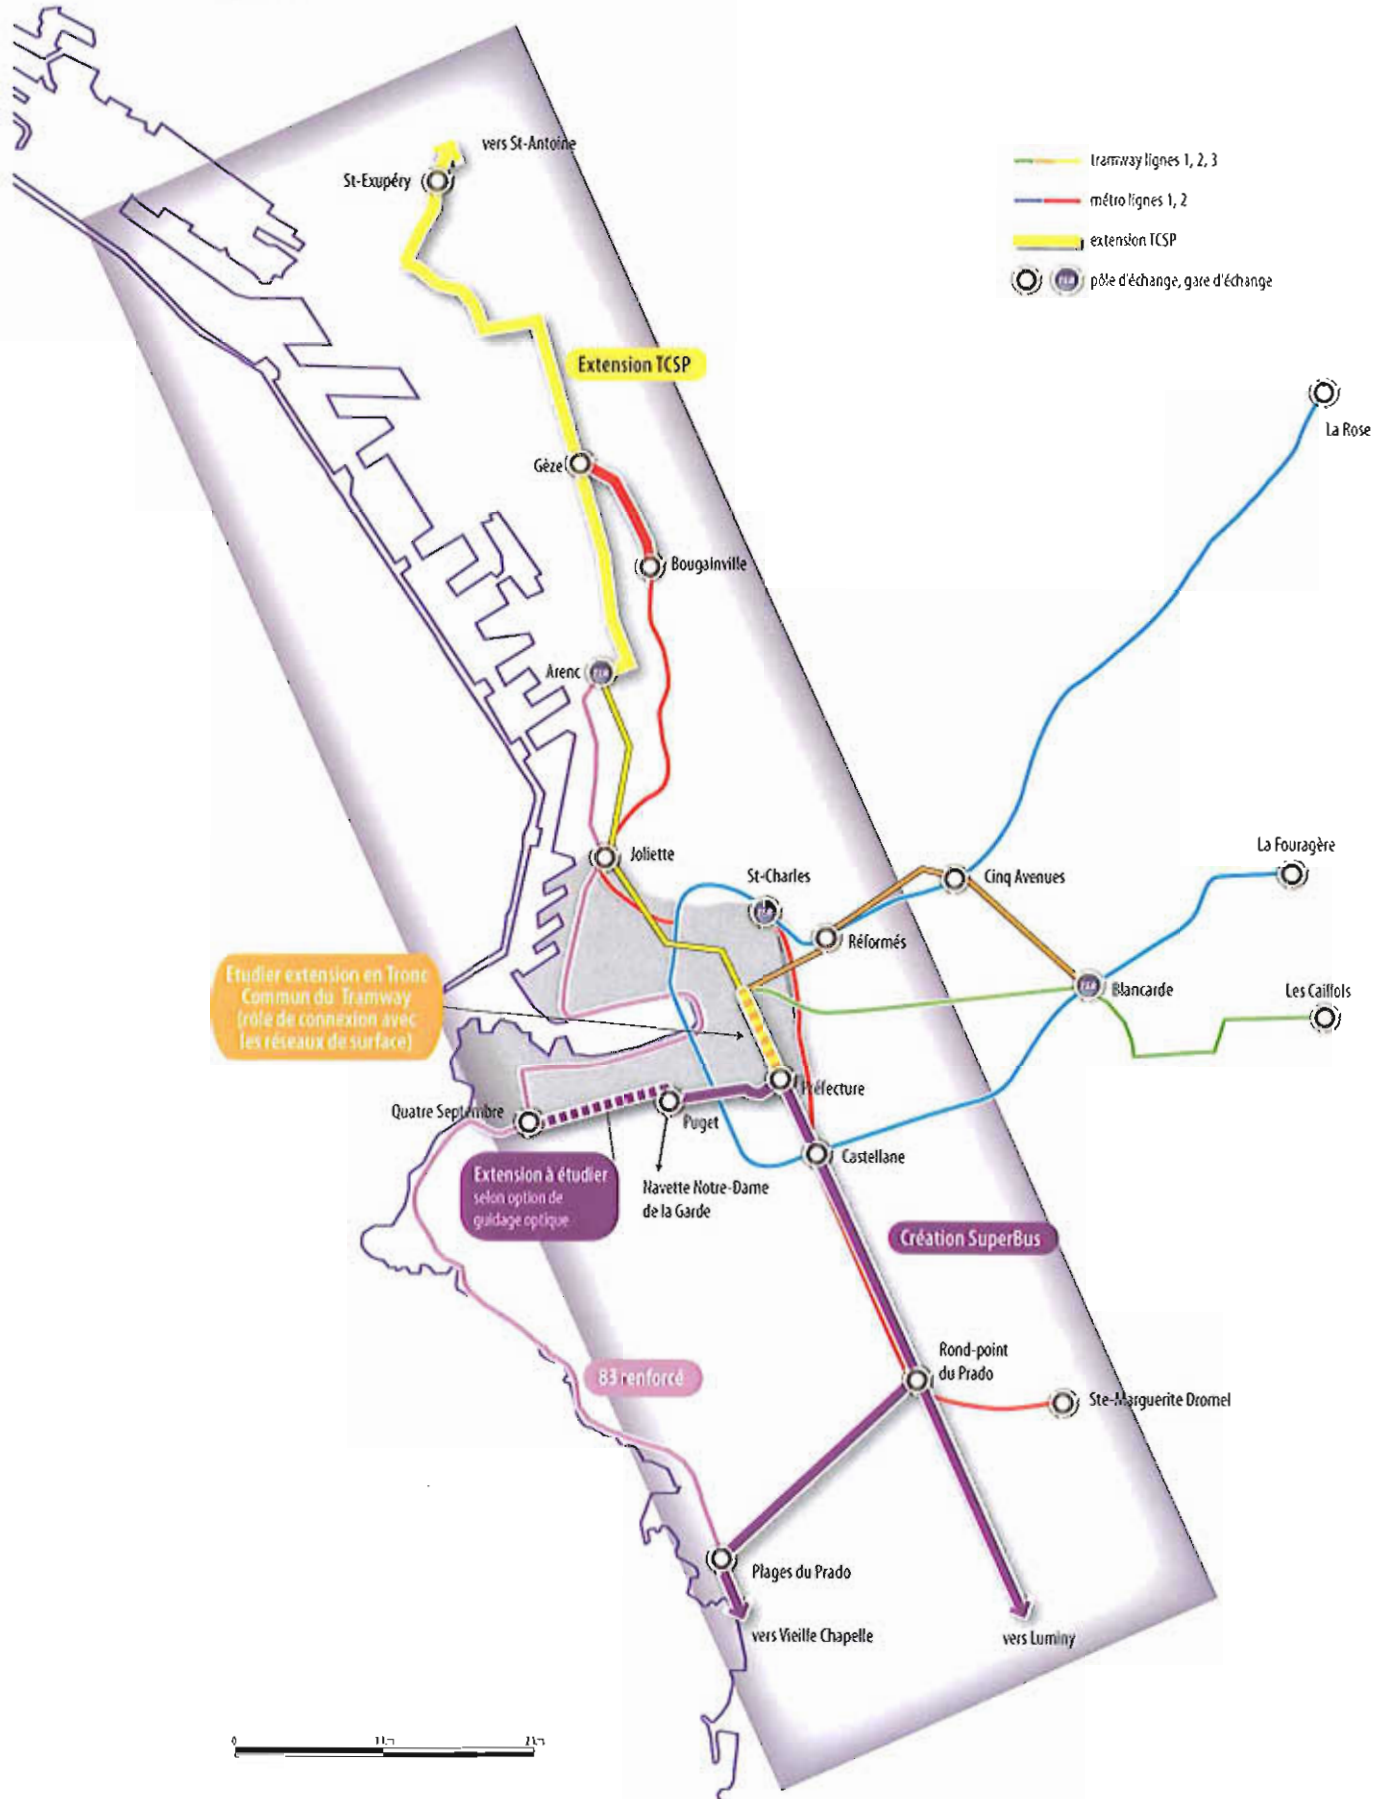 vers St-Antoine
St-Exupéry
tramway lignes 1, 2, 3
métro lignes 1, 2
extension TCSP
pôle d'échange, gare d'échange
Extension TCSP
La Rose
Gèze
Bougainville
Arenc
Joliette
St-Charles
Cinq Avenues
La Fouragère
Réformés
Blancarde
Les Caillols
Etudier extension en Tronc
Commun du Tramway
(rôle de connexion avec
les réseaux de surface)
Préfecture
Quatre Septembre
Puget
Castellane
Extension à étudier
selon option de
guidage optique
Navette Notre-Dame
de la Garde
Création SuperBus
Rond-point
du Prado
83 renforcé
Ste-Marguerite Dromel
Plages du Prado
vers Vieille Chapelle
vers Luminy
0